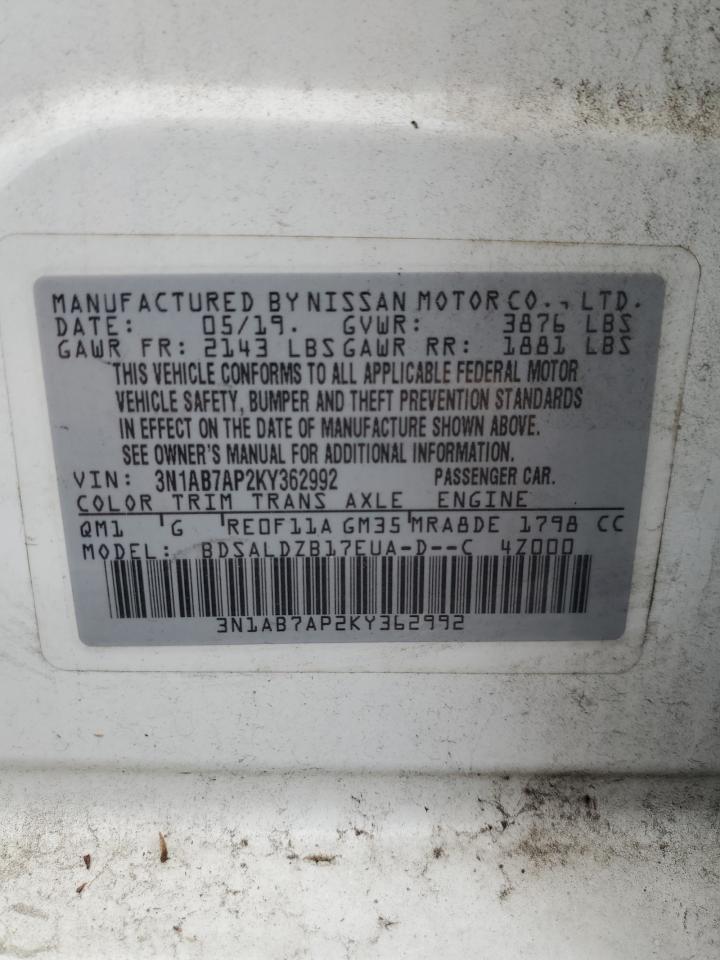 MANUFACTURED BY NISSAN MOTOR CO., LTD.
DATE: 05/19. GVWR: 3876 LBS
GAWR FR: 2143 LBS GAWR RR: 1881 LBS
THIS VEHICLE CONFORMS TO ALL APPLICABLE FEDERAL MOTOR
VEHICLE SAFETY, BUMPER AND THEFT PREVENTION STANDARDS
IN EFFECT ON THE DATE OF MANUFACTURE SHOWN ABOVE.
SEE OWNER'S MANUAL FOR ADDITIONAL INFORMATION.
VIN: 3N1AB7AP2KY362992 PASSENGER CAR.
COLOR TRIM TRANS AXLE ENGINE
QM1 G RE0F11A GM35 MRA8DE 1798 CC
MODEL: BDSALDZB17EUA-D--C 4Z000
3N1AB7AP2KY362992